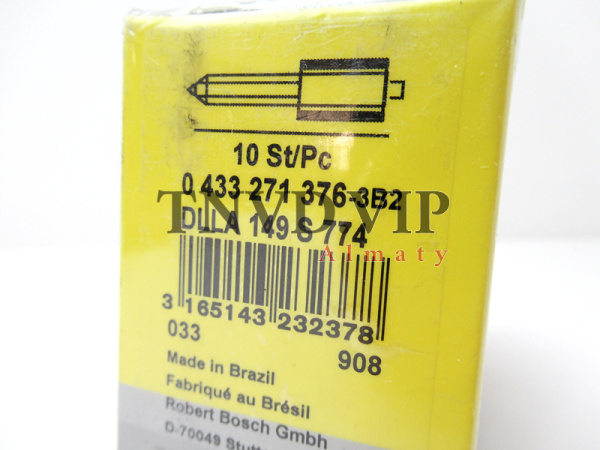 10 St/Pc
0 433 271 376-3B2
TNVDVIP
DLLA 149 S 774
Almaty
3 165143 232378
033
908
Made in Brazil
Fabriqué au Brésil
Robert Bosch GmbH
D-70049